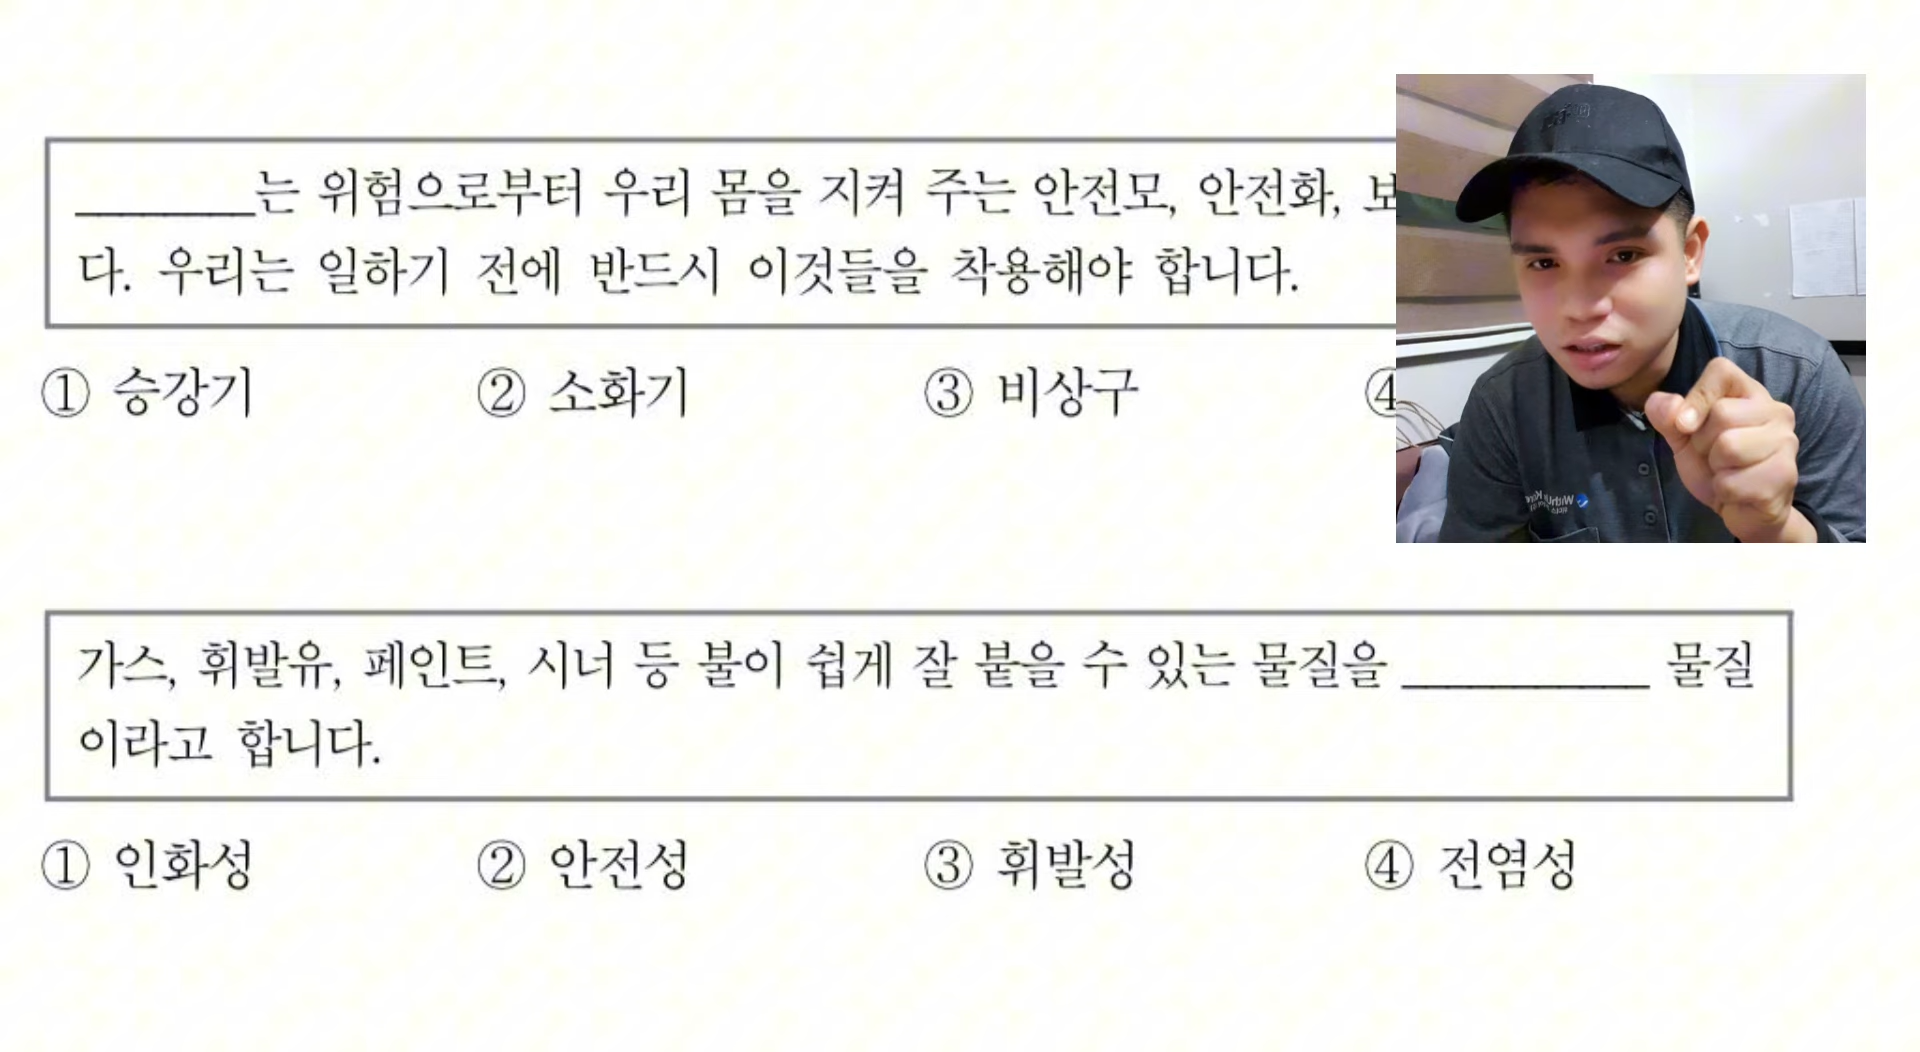 ________는 위험으로부터 우리 몸을 지켜 주는 안전모, 안전화,
다. 우리는 일하기 전에 반드시 이것들을 착용해야 합니다.
① 승강기 ② 소화기 ③ 비상구 ④
가스, 휘발유, 페인트, 시너 등 불이 쉽게 잘 붙을 수 있는 물질을 ___________ 물질
이라고 합니다.
① 인화성 ② 안전성 ③ 휘발성 ④ 전염성